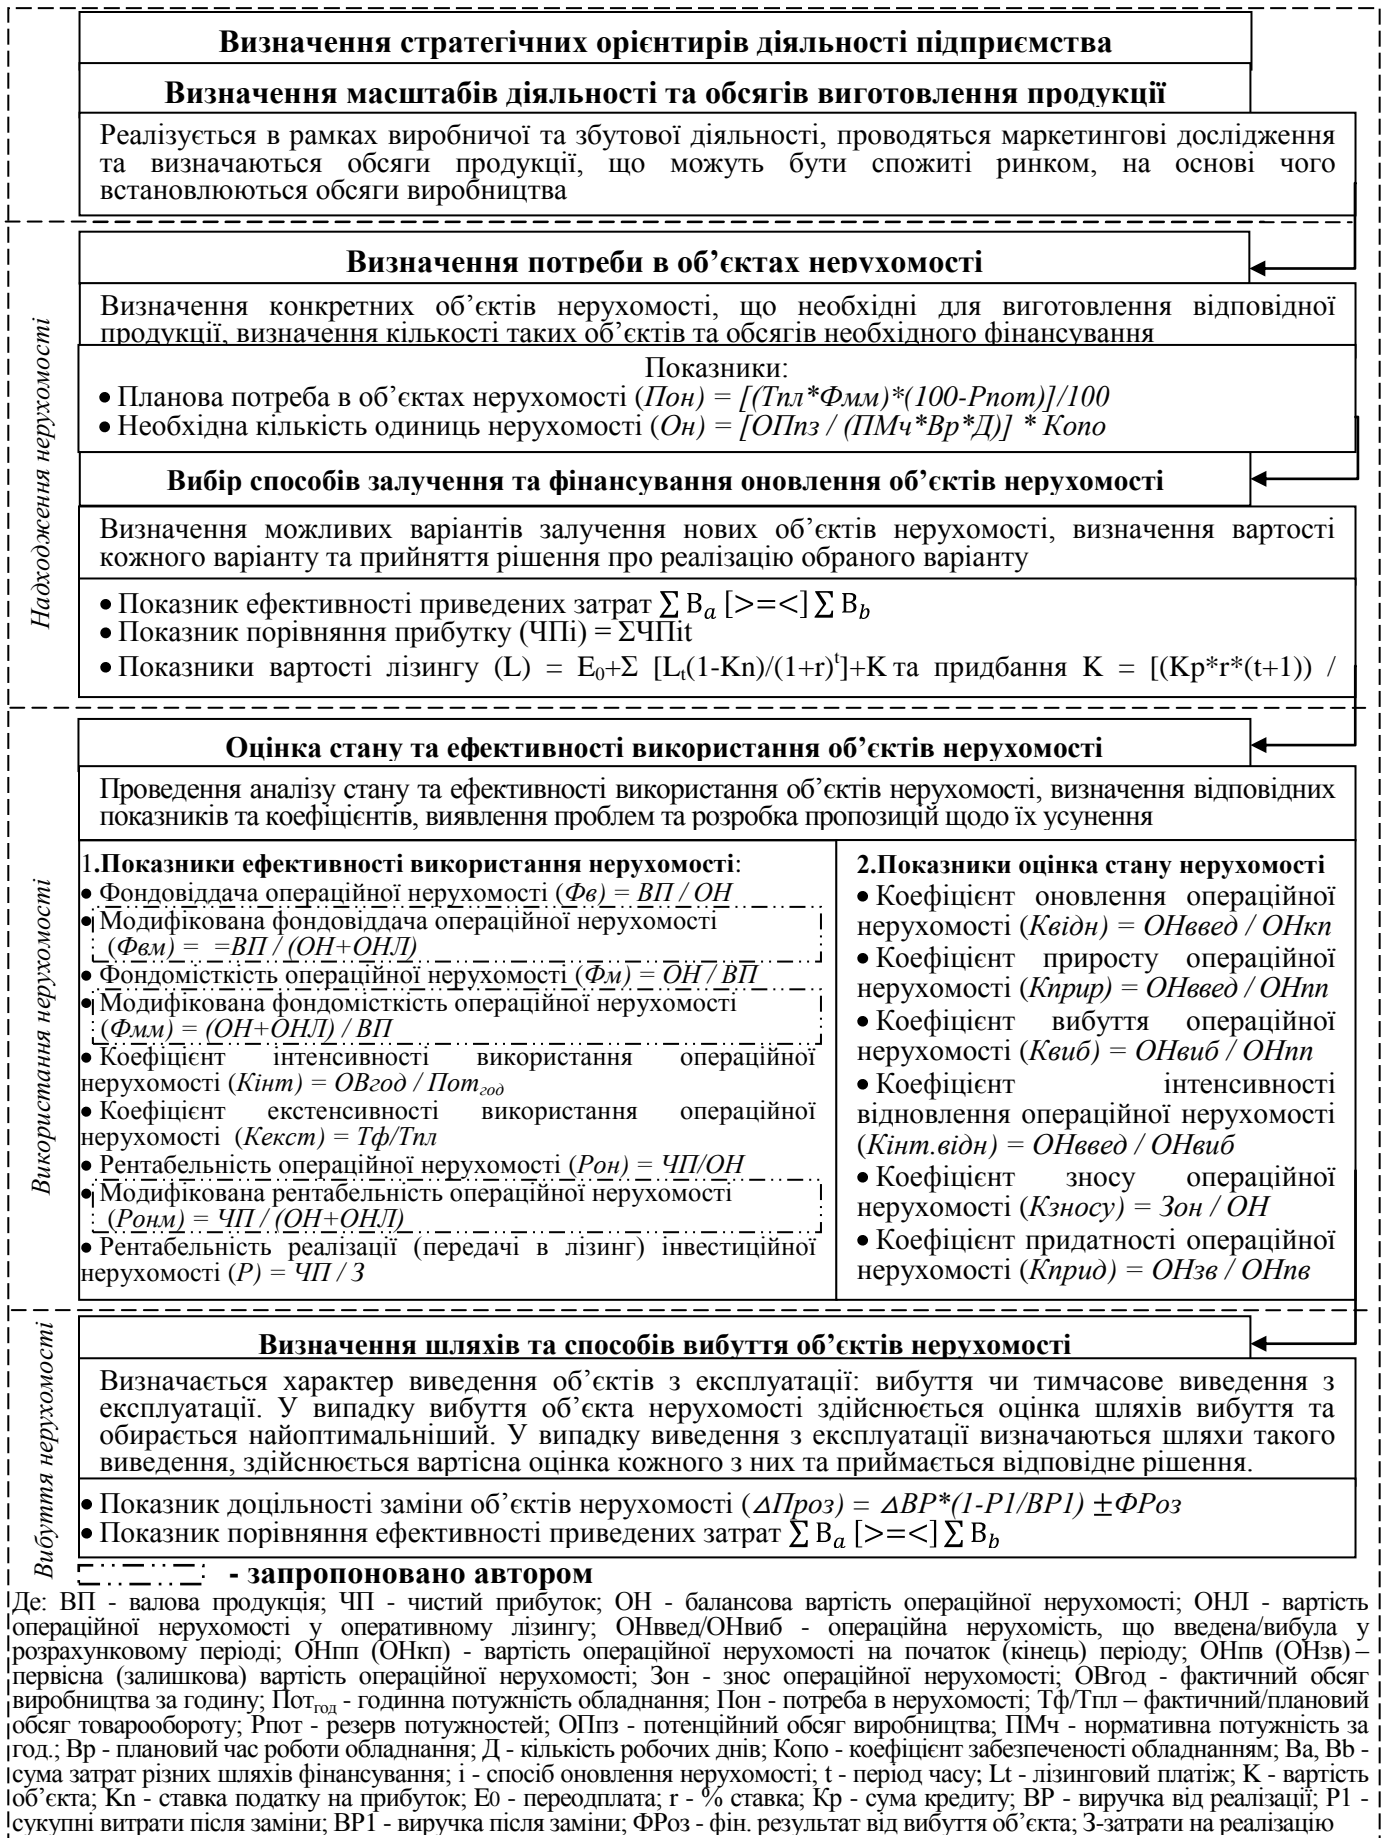 Визначення стратегічних орієнтирів діяльності підприємства
Визначення масштабів діяльності та обсягів виготовлення продукції
Реалізується в рамках виробничої та збутової діяльності, проводяться маркетингові дослідження
та визначаються обсяги продукції, що можуть бути спожиті ринком, на основі чого
встановлюються обсяги виробництва
Надходження нерухомості
Визначення потреби в об’єктах нерухомості
Визначення конкретних об’єктів нерухомості, що необхідні для виготовлення відповідної
продукції, визначення кількості таких об’єктів та обсягів необхідного фінансування
Показники:
• Планова потреба в об’єктах нерухомості (Пон) = [(Тпл*Фмм)*(100-Рпот)]/100
• Необхідна кількість одиниць нерухомості (Он) = [ОПпз / (ПМч*Вр*Д)] * Копо
Вибір способів залучення та фінансування оновлення об’єктів нерухомості
Визначення можливих варіантів залучення нових об’єктів нерухомості, визначення вартості
кожного варіанту та прийняття рішення про реалізацію обраного варіанту
• Показник ефективності приведених затрат ∑ B_a [>=<] ∑ B_b
• Показник порівняння прибутку (ЧПі) = ΣЧПіt
• Показники вартості лізингу (L) = E₀+Σ [Lₜ(1-Кn)/(1+r)ᵗ]+K та придбання K = [(Кр*r*(t+1)) /
Використання нерухомості
Оцінка стану та ефективності використання об’єктів нерухомості
Проведення аналізу стану та ефективності використання об’єктів нерухомості, визначення відповідних
показників та коефіцієнтів, виявлення проблем та розробка пропозицій щодо їх усунення
1.Показники ефективності використання нерухомості:
• Фондовіддача операційної нерухомості (Фв) = ВП / ОН
• Модифікована фондовіддача операційної нерухомості
(Фвм) = =ВП / (ОН+ОНЛ)
• Фондомісткість операційної нерухомості (Фм) = ОН / ВП
• Модифікована фондомісткість операційної нерухомості
(Фмм) = (ОН+ОНЛ) / ВП
• Коефіцієнт інтенсивності використання операційної
нерухомості (Кінт) = ОВгод / Пот_год
• Коефіцієнт екстенсивності використання операційної
нерухомості (Кекст) = Тф/Тпл
• Рентабельність операційної нерухомості (Рон) = ЧП/ОН
• Модифікована рентабельність операційної нерухомості
(Ронм) = ЧП / (ОН+ОНЛ)
• Рентабельність реалізації (передачі в лізинг) інвестиційної
нерухомості (Р) = ЧП / З
2.Показники оцінка стану нерухомості
• Коефіцієнт оновлення операційної
нерухомості (Квідн) = ОНввед / ОНкп
• Коефіцієнт приросту операційної
нерухомості (Кприр) = ОНввед / ОНпп
• Коефіцієнт вибуття операційної
нерухомості (Квиб) = ОНвиб / ОНпп
• Коефіцієнт інтенсивності
відновлення операційної нерухомості
(Кінт.відн) = ОНввед / ОНвиб
• Коефіцієнт зносу операційної
нерухомості (Кзносу) = Зон / ОН
• Коефіцієнт придатності операційної
нерухомості (Кприд) = ОНзв / ОНпв
Вибуття нерухомості
Визначення шляхів та способів вибуття об’єктів нерухомості
Визначається характер виведення об’єктів з експлуатації: вибуття чи тимчасове виведення з
експлуатації. У випадку вибуття об’єкта нерухомості здійснюється оцінка шляхів вибуття та
обирається найоптимальніший. У випадку виведення з експлуатації визначаються шляхи такого
виведення, здійснюється вартісна оцінка кожного з них та приймається відповідне рішення.
• Показник доцільності заміни об’єктів нерухомості (ΔПроз) = ΔВР*(1-Р1/ВР1) ±ФРоз
• Показник порівняння ефективності приведених затрат ∑ B_a [>=<] ∑ B_b
- запропоновано автором
Де: ВП - валова продукція; ЧП - чистий прибуток; ОН - балансова вартість операційної нерухомості; ОНЛ - вартість
операційної нерухомості у оперативному лізингу; ОНввед/ОНвиб - операційна нерухомість, що введена/вибула у
розрахунковому періоді; ОНпп (ОНкп) - вартість операційної нерухомості на початок (кінець) періоду; ОНпв (ОНзв) –
первісна (залишкова) вартість операційної нерухомості; Зон - знос операційної нерухомості; ОВгод - фактичний обсяг
виробництва за годину; Пот_год - годинна потужність обладнання; Пон - потреба в нерухомості; Тф/Тпл – фактичний/плановий
обсяг товарообороту; Рпот - резерв потужностей; ОПпз - потенційний обсяг виробництва; ПМч - нормативна потужність за
год.; Вр - плановий час роботи обладнання; Д - кількість робочих днів; Копо - коефіцієнт забезпеченості обладнанням; Ва, Вb -
сума затрат різних шляхів фінансування; і - спосіб оновлення нерухомості; t - період часу; Lt - лізинговий платіж; K - вартість
об’єкта; Kn - ставка податку на прибуток; E0 - переодплата; r - % ставка; Кр - сума кредиту; ВР - виручка від реалізації; Р1 -
сукупні витрати після заміни; ВР1 - виручка після заміни; ФРоз - фін. результат від вибуття об’єкта; З-затрати на реалізацію